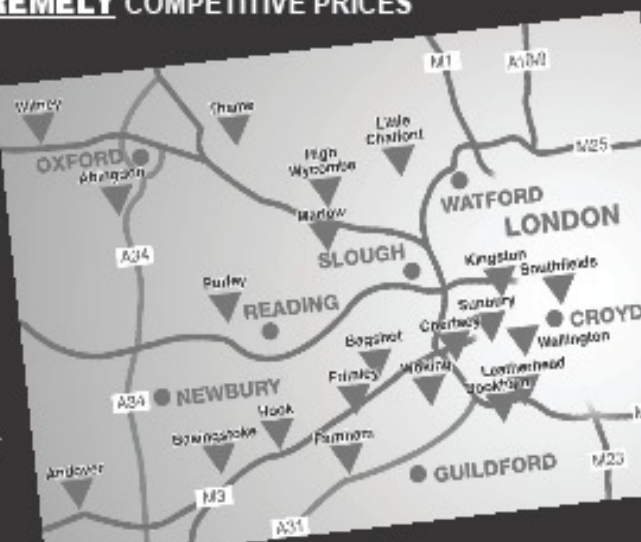 REMELY COMPETITIVE PRICES
M1
Witney
Thame
Little
Chalfont
M25
OXFORD
High
Wycombe
Abingdon
WATFORD
Marlow
LONDON
A34
SLOUGH
Kingston
Southfields
Purley
READING
Sunbury
CROYD
Chertsey
Wallington
Bagshot
Leatherhead
Woking
Bookham
Frimley
A34
NEWBURY
Hook
Basingstoke
Farnham
M23
Andover
GUILDFORD
M3
A31